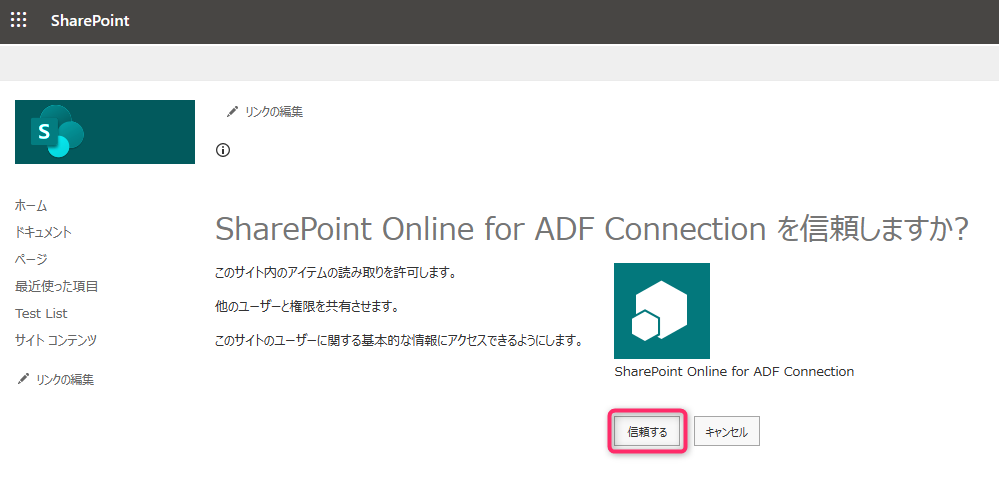 SharePoint
S
リンクの編集
ホーム
ドキュメント
ページ
最近使った項目
Test List
サイト コンテンツ
リンクの編集
SharePoint Online for ADF Connection を信頼しますか?
このサイト内のアイテムの読み取りを許可します。
他のユーザーと権限を共有させます。
このサイトのユーザーに関する基本的な情報にアクセスできるようにします。
SharePoint Online for ADF Connection
信頼する
キャンセル